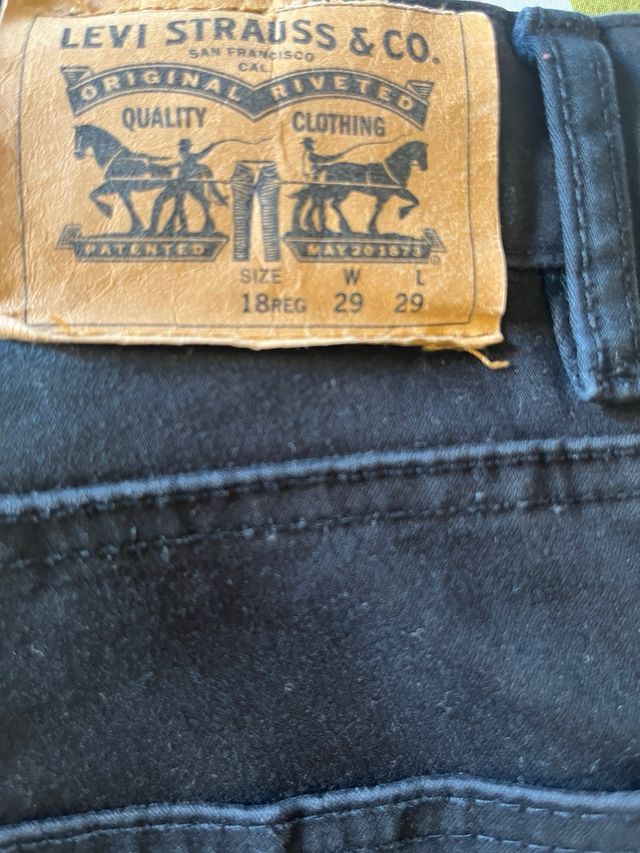 LEVI STRAUSS & CO.
SAN FRANCISCO
CAL.
ORIGINAL RIVETED
QUALITY CLOTHING
PATENTED MAY 20 1873
SIZE W L
18REG 29 29